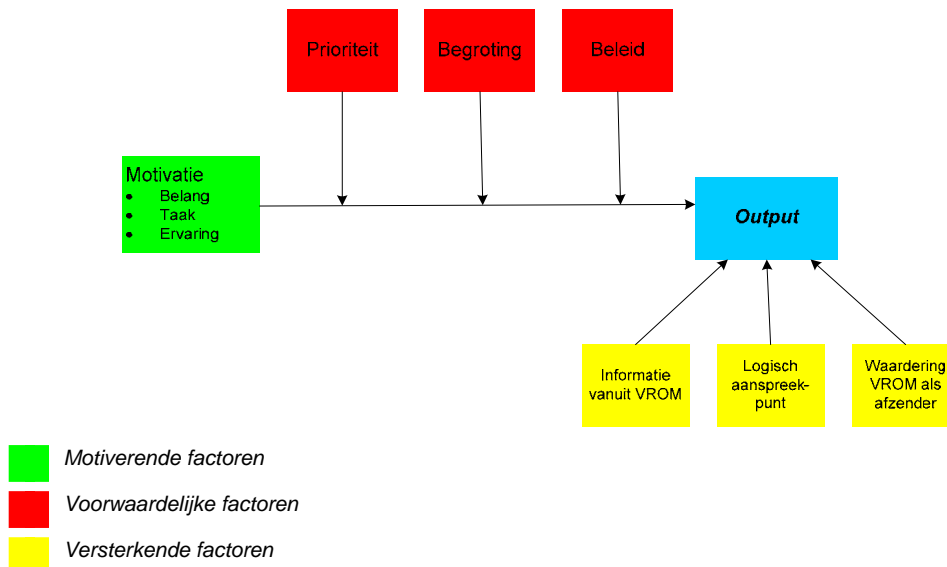 Prioriteit
Begroting
Beleid
Motivatie
• Belang
• Taak
• Ervaring
Output
Informatie
vanuit VROM
Logisch
aanspreek-
punt
Waardering
VROM als
afzender
Motiverende factoren
Voorwaardelijke factoren
Versterkende factoren